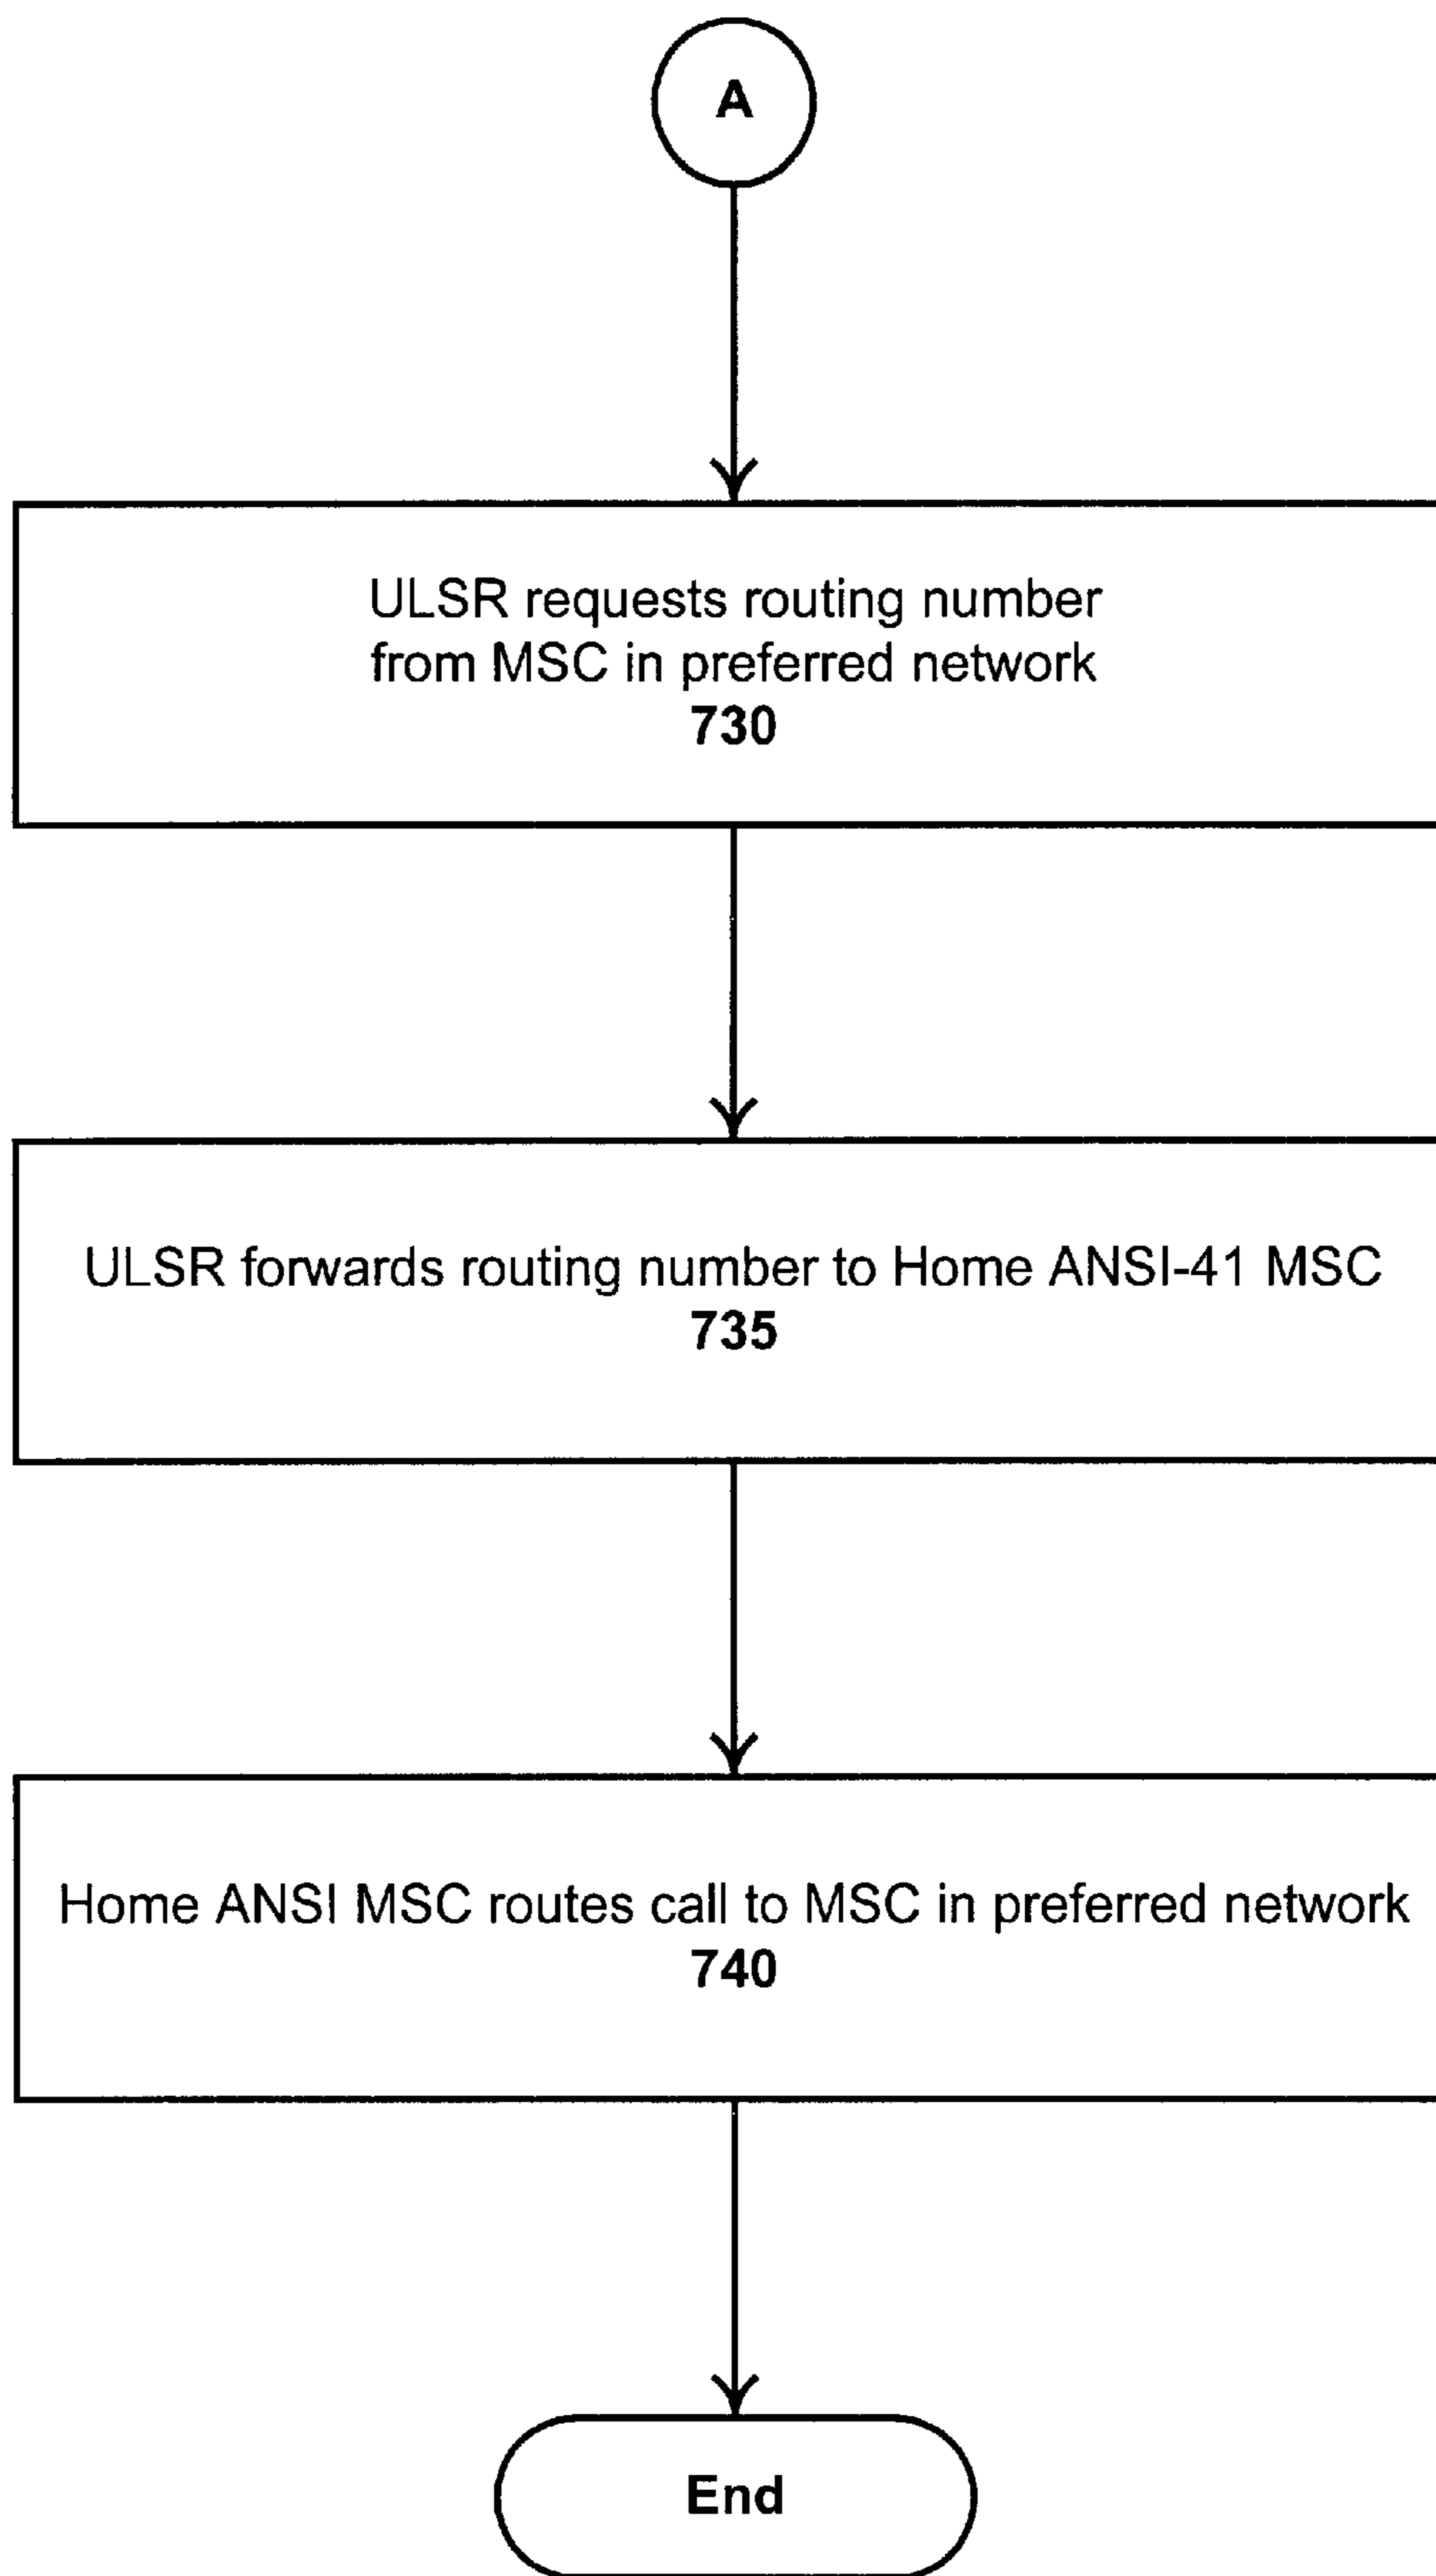 A
ULSR requests routing number
from MSC in preferred network
730
ULSR forwards routing number to Home ANSI-41 MSC
735
Home ANSI MSC routes call to MSC in preferred network
740
End